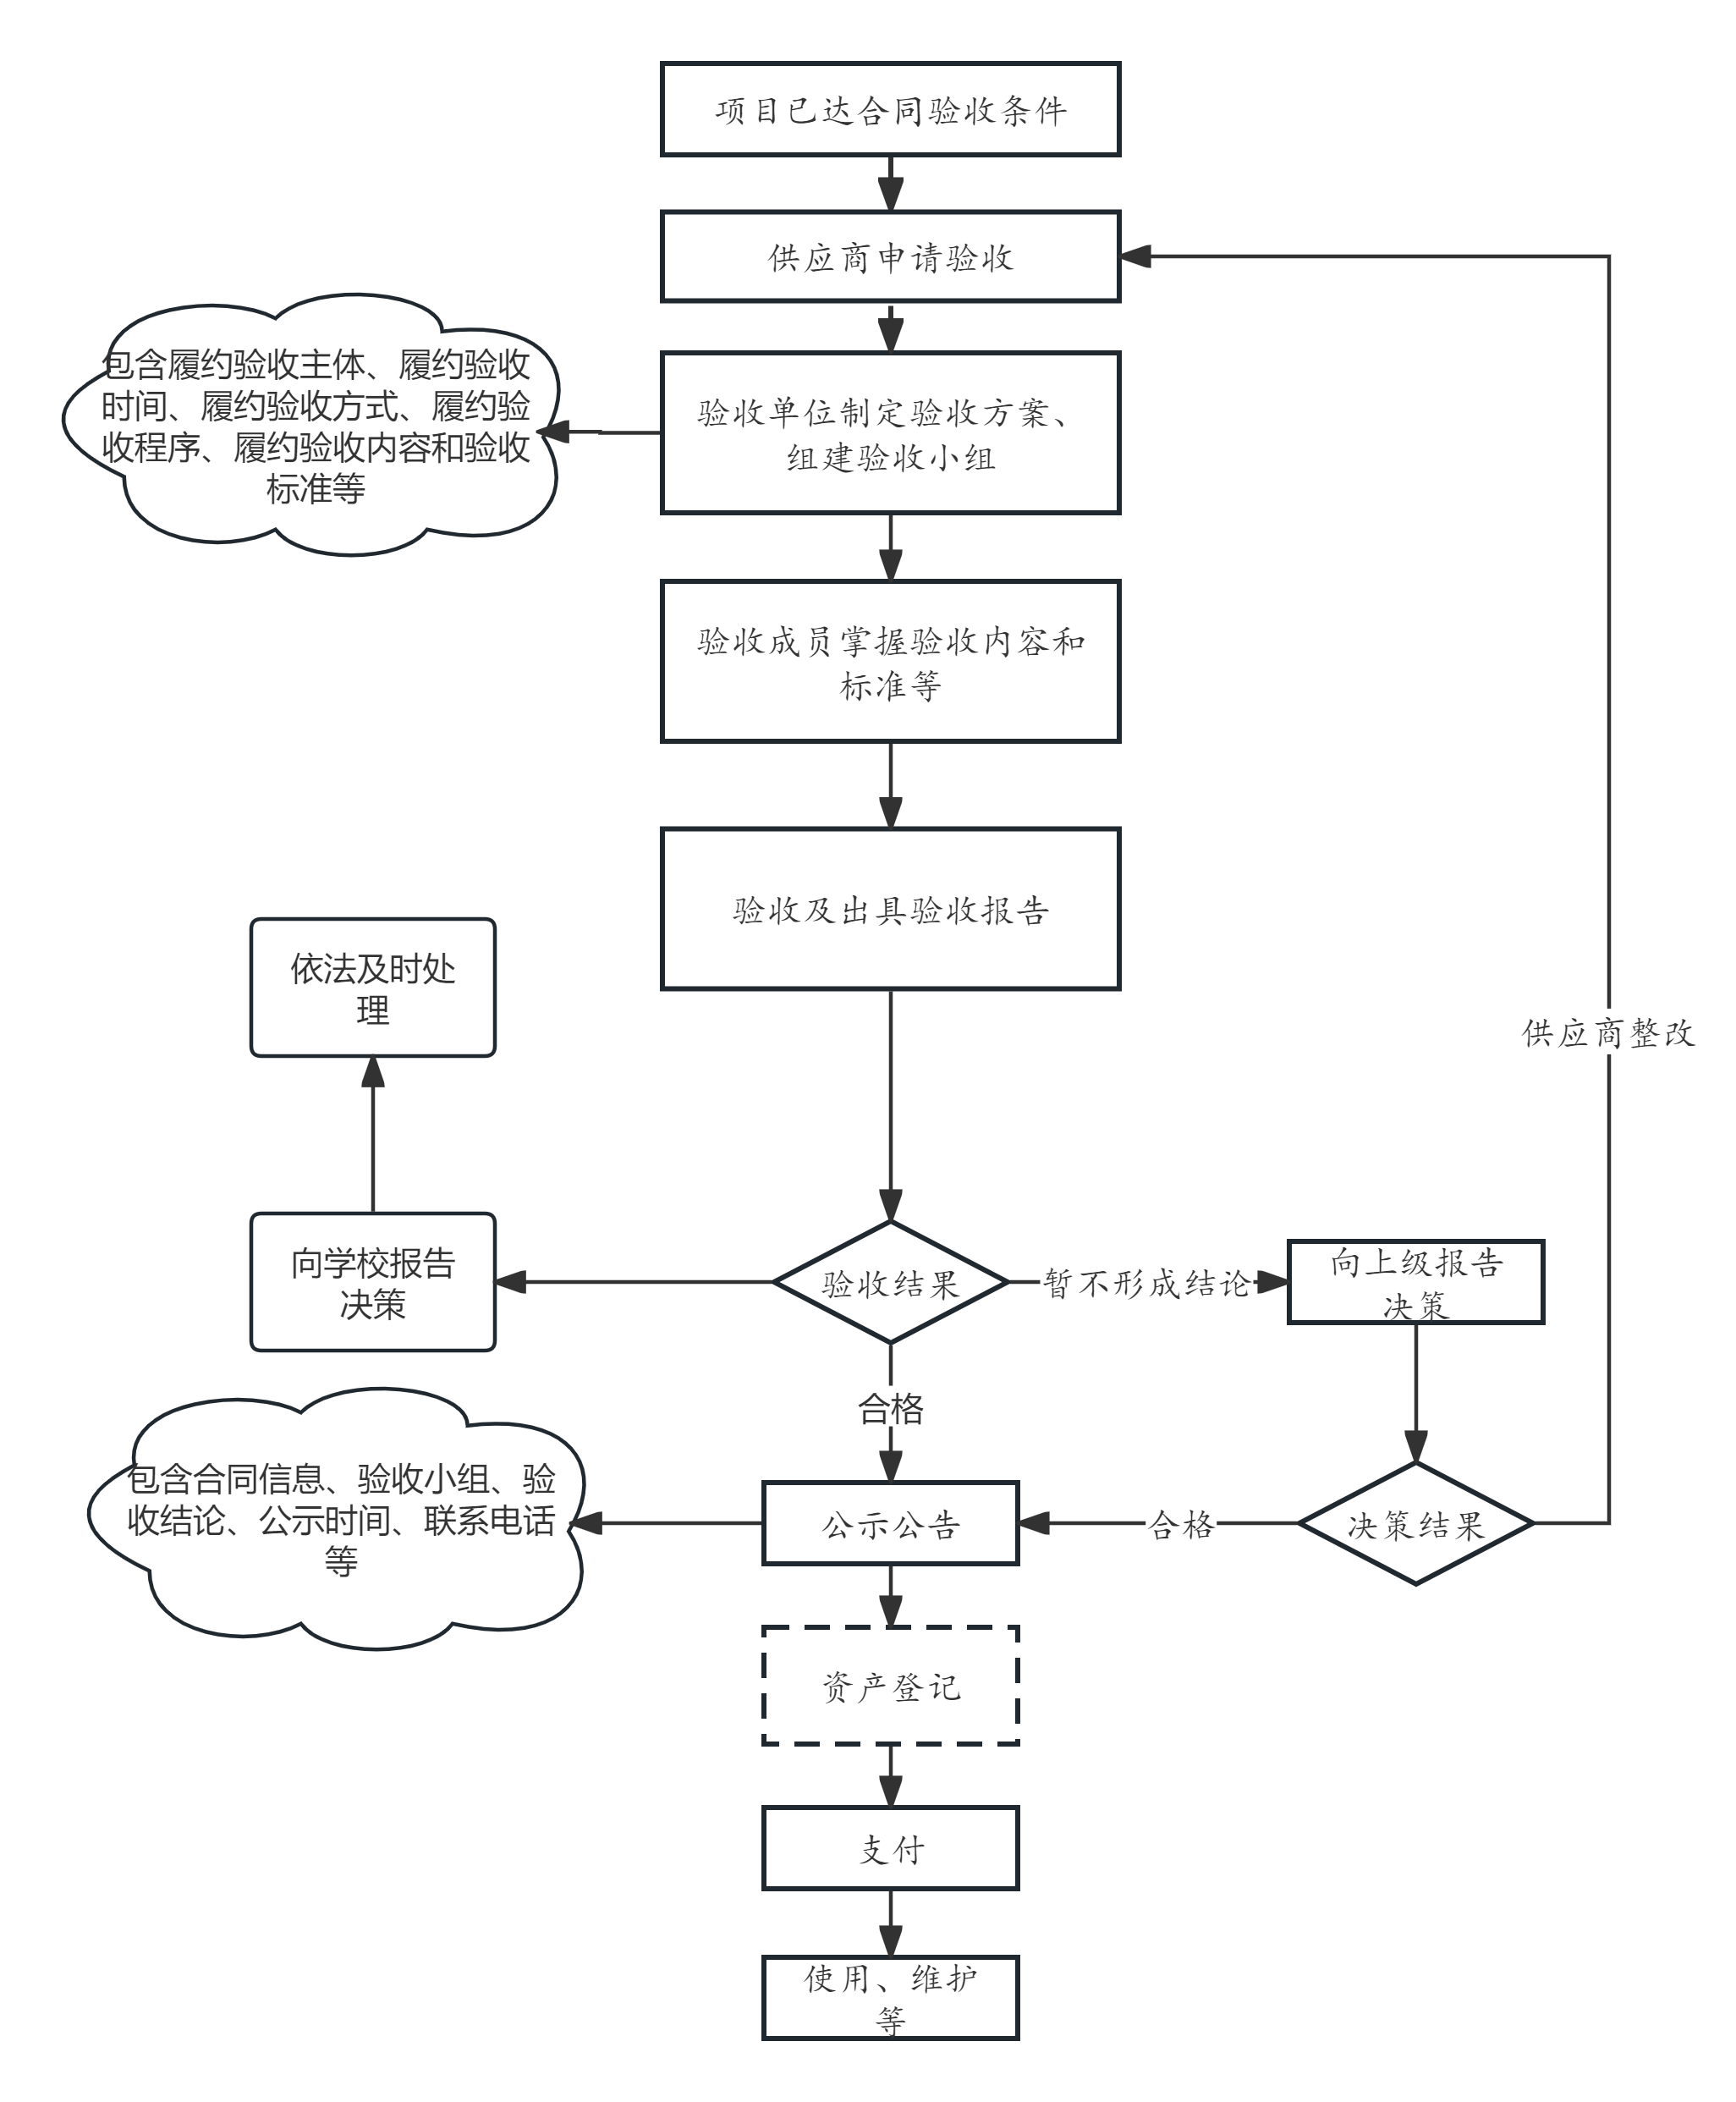 项目已达合同验收条件
供应商申请验收
包含履约验收主体、履约验收
时间、履约验收方式、履约验
收程序、履约验收内容和验收
标准等
验收单位制定验收方案、
组建验收小组
验收成员掌握验收内容和
标准等
验收及出具验收报告
依法及时处
理
供应商整改
向学校报告
决策
验收结果
暂不形成结论
向上级报告
决策
合格
包含合同信息、验收小组、验
收结论、公示时间、联系电话
等
公示公告
合格
决策结果
资产登记
支付
使用、维护
等